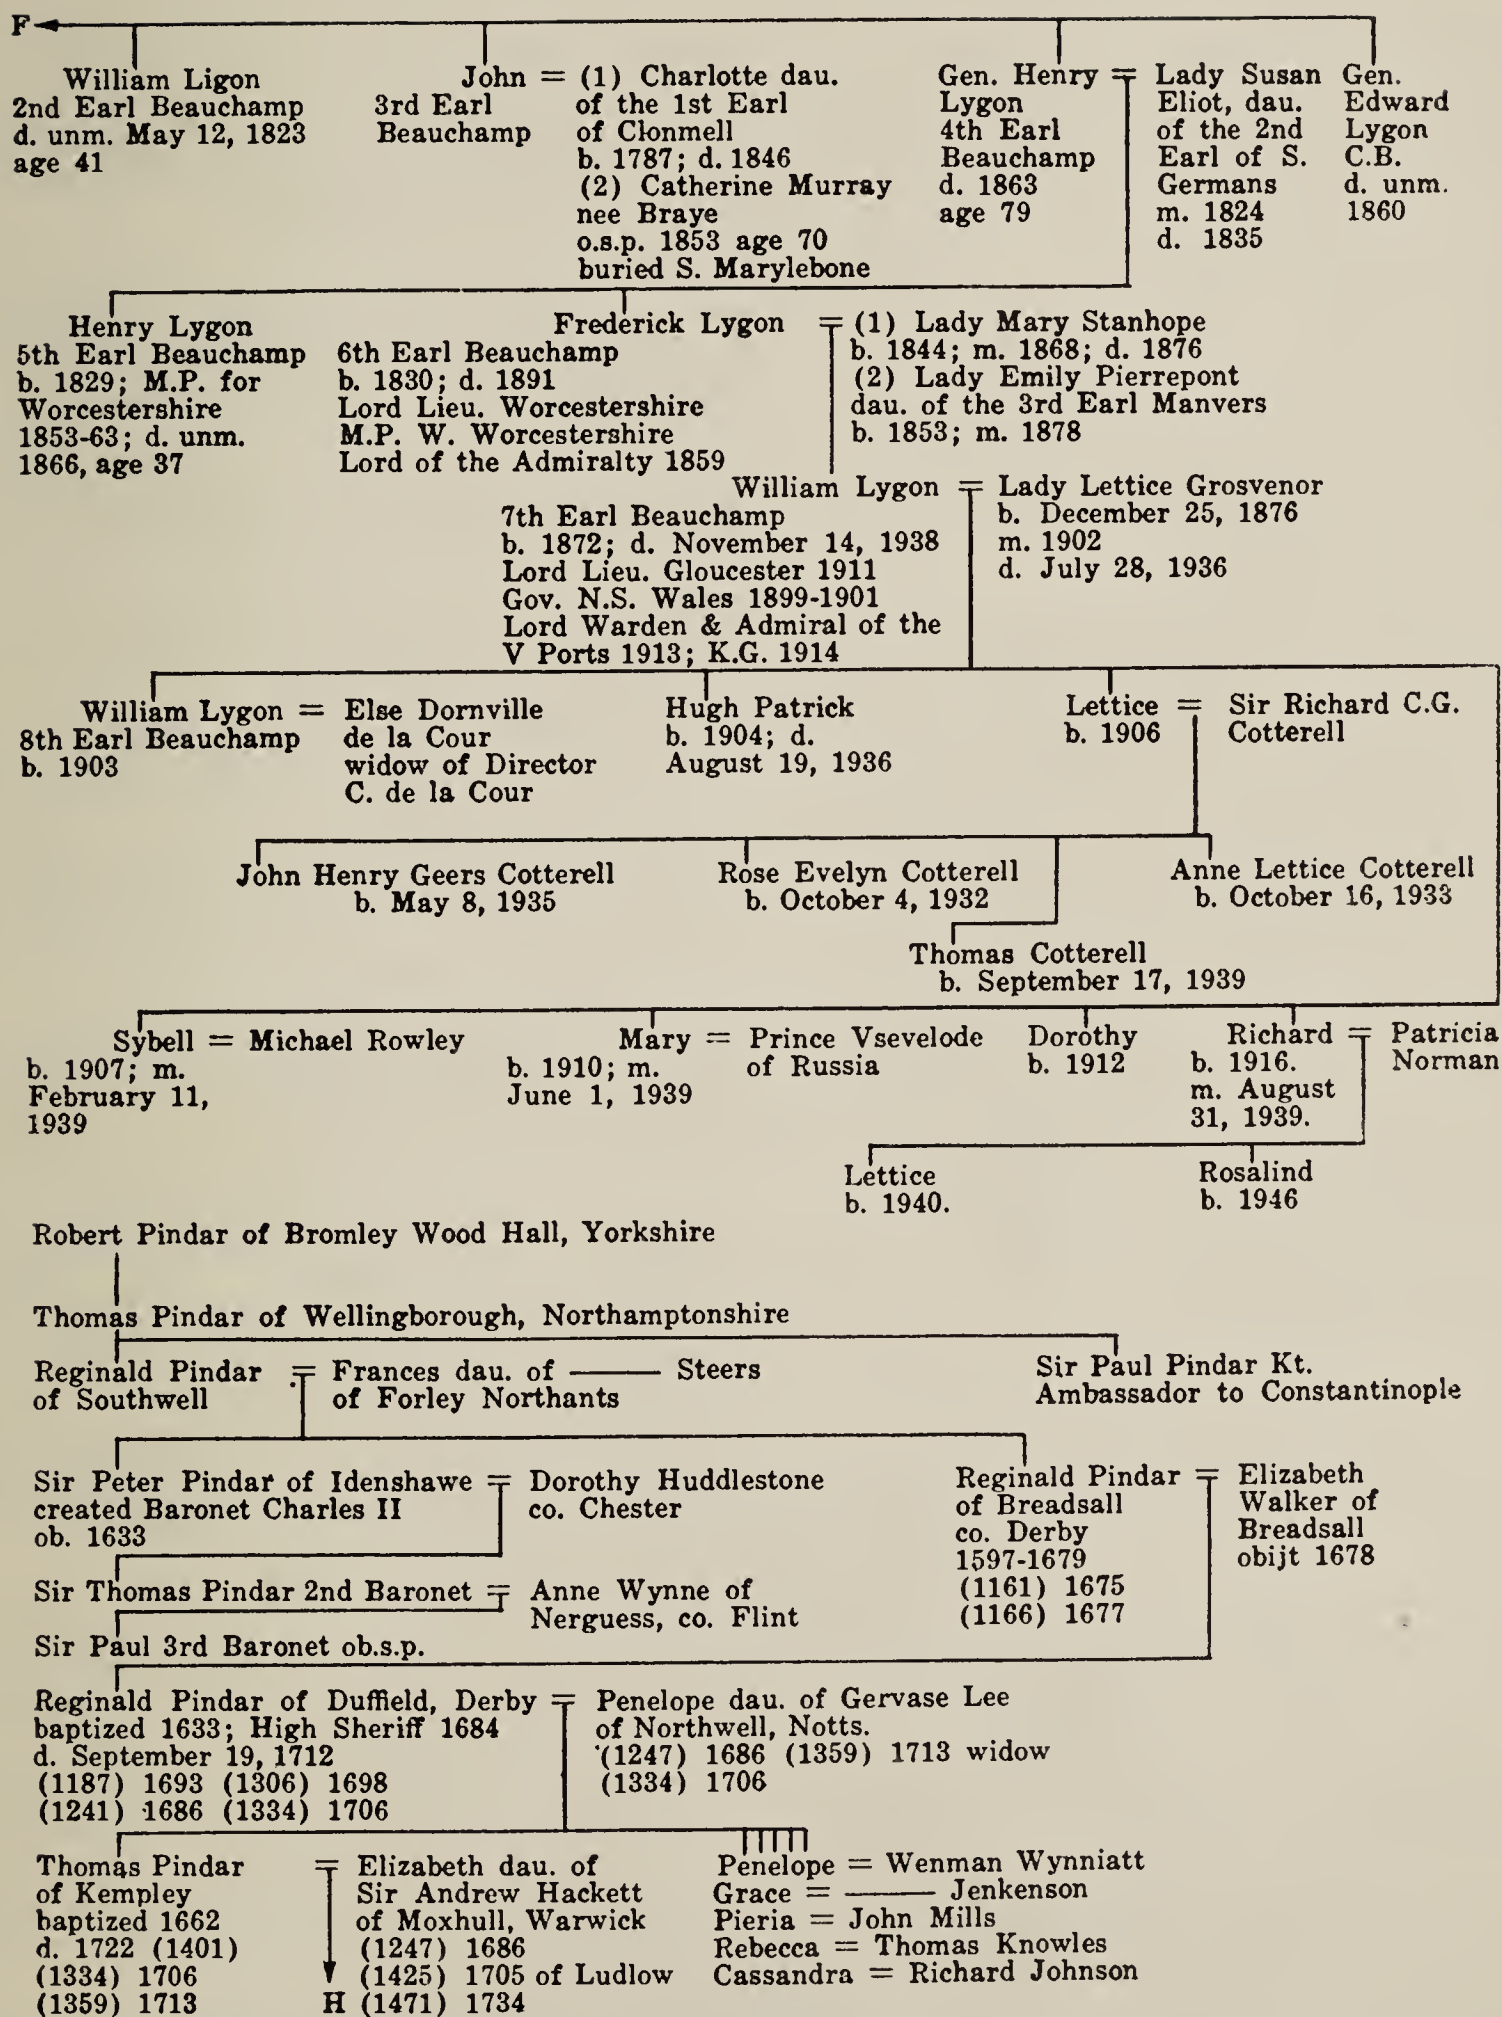 F
William Ligon
2nd Earl Beauchamp
d. unm. May 12, 1823
age 41
John = (1) Charlotte dau.
3rd Earl of the 1st Earl
Beauchamp of Clonmell
b. 1787; d. 1846
(2) Catherine Murray
nee Braye
o.s.p. 1853 age 70
buried S. Marylebone
Gen. Henry =
Lygon
4th Earl
Beauchamp
d. 1863
age 79
Lady Susan
Eliot, dau.
of the 2nd
Earl of S.
Germans
m. 1824
d. 1835
Gen.
Edward
Lygon
C.B.
d. unm.
1860
Henry Lygon
5th Earl Beauchamp
b. 1829; M.P. for
Worcestershire
1853-63; d. unm.
1866, age 37
Frederick Lygon =
6th Earl Beauchamp
b. 1830; d. 1891
Lord Lieu. Worcestershire
M.P. W. Worcestershire
Lord of the Admiralty 1859
(1) Lady Mary Stanhope
b. 1844; m. 1868; d. 1876
(2) Lady Emily Pierrepont
dau. of the 3rd Earl Manvers
b. 1853; m. 1878
William Lygon =
7th Earl Beauchamp
b. 1872; d. November 14, 1938
Lord Lieu. Gloucester 1911
Gov. N.S. Wales 1899-1901
Lord Warden & Admiral of the
V Ports 1913; K.G. 1914
Lady Lettice Grosvenor
b. December 25, 1876
m. 1902
d. July 28, 1936
William Lygon =
8th Earl Beauchamp
b. 1903
Else Dornville
de la Cour
widow of Director
C. de la Cour
Hugh Patrick
b. 1904; d.
August 19, 1936
Lettice =
b. 1906
Sir Richard C.G.
Cotterell
John Henry Geers Cotterell
b. May 8, 1935
Rose Evelyn Cotterell
b. October 4, 1932
Anne Lettice Cotterell
b. October 16, 1933
Thomas Cotterell
b. September 17, 1939
Sybell = Michael Rowley
b. 1907; m.
February 11,
1939
Mary = Prince Vsevelode
b. 1910; m. of Russia
June 1, 1939
Dorothy
b. 1912
Richard =
b. 1916.
m. August
31, 1939.
Patricia
Norman
Lettice
b. 1940.
Rosalind
b. 1946
Robert Pindar of Bromley Wood Hall, Yorkshire
Thomas Pindar of Wellingborough, Northamptonshire
Reginald Pindar =
of Southwell
Frances dau. of ——— Steers
of Forley Northants
Sir Paul Pindar Kt.
Ambassador to Constantinople
Sir Peter Pindar of Idenshawe =
created Baronet Charles II
ob. 1633
Dorothy Huddlestone
co. Chester
Reginald Pindar =
of Breadsall
co. Derby
1597-1679
(1161) 1675
(1166) 1677
Elizabeth
Walker of
Breadsall
obijt 1678
Sir Thomas Pindar 2nd Baronet =
Anne Wynne of
Nerguess, co. Flint
Sir Paul 3rd Baronet ob.s.p.
Reginald Pindar of Duffield, Derby =
baptized 1633; High Sheriff 1684
d. September 19, 1712
(1187) 1693 (1306) 1698
(1241) 1686 (1334) 1706
Penelope dau. of Gervase Lee
of Northwell, Notts.
(1247) 1686 (1359) 1713 widow
(1334) 1706
Thomas Pindar =
of Kempley
baptized 1662
d. 1722 (1401)
(1334) 1706
(1359) 1713
Elizabeth dau. of
Sir Andrew Hackett
of Moxhull, Warwick
(1247) 1686
(1425) 1705 of Ludlow
H (1471) 1734
Penelope = Wenman Wynniatt
Grace = ——— Jenkenson
Pieria = John Mills
Rebecca = Thomas Knowles
Cassandra = Richard Johnson